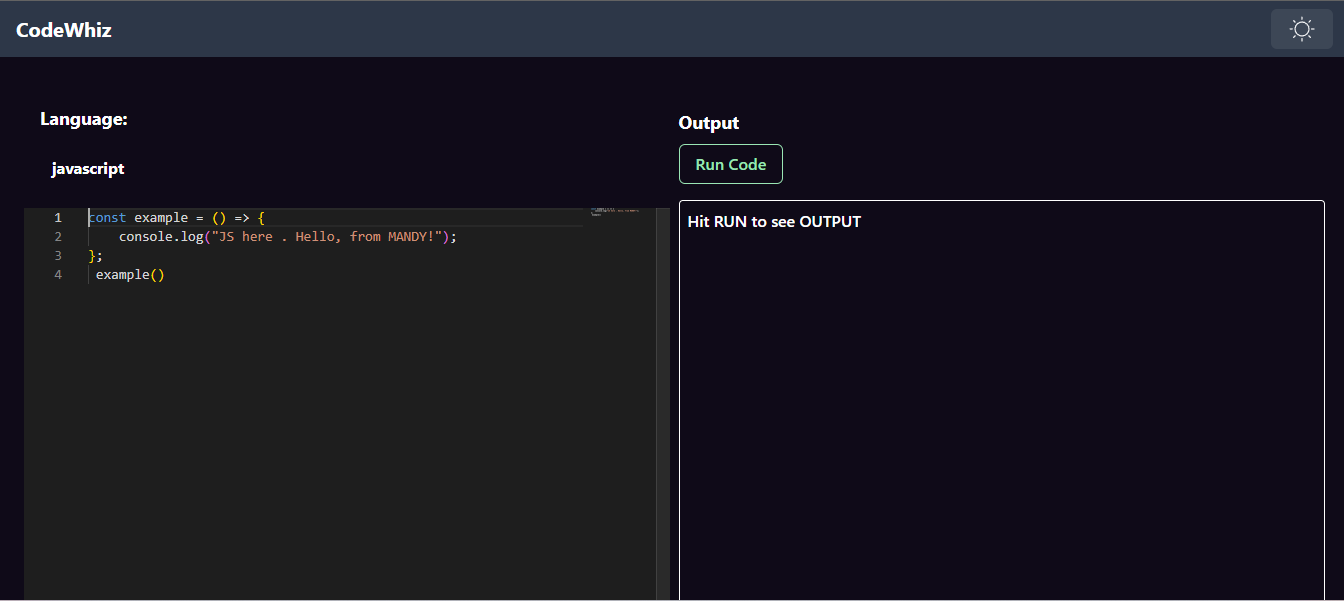 CodeWhiz
Language:
javascript
1 const example = () => {
2     console.log("JS here . Hello, from MANDY!");
3 };
4  example()
Output
Run Code
Hit RUN to see OUTPUT